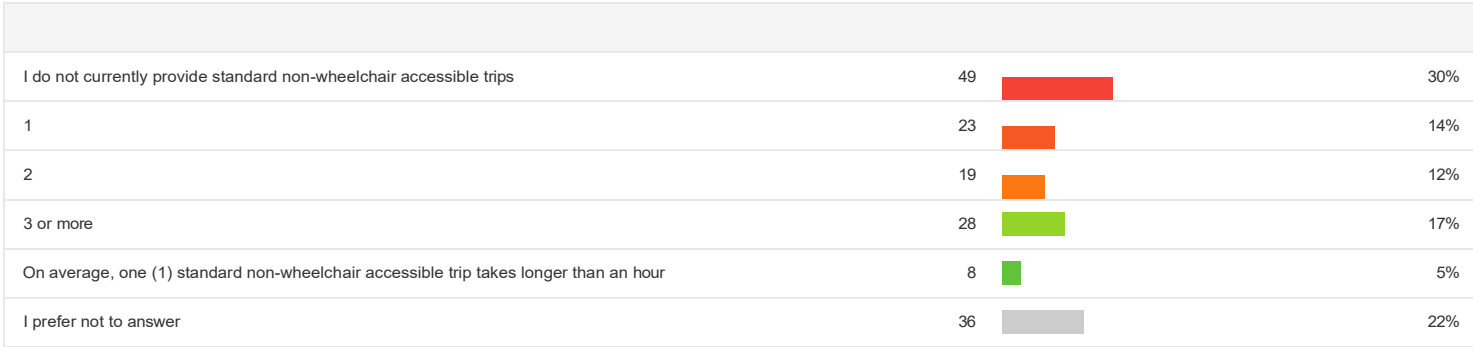 I do not currently provide standard non-wheelchair accessible trips 49 30%
1 23 14%
2 19 12%
3 or more 28 17%
On average, one (1) standard non-wheelchair accessible trip takes longer than an hour 8 5%
I prefer not to answer 36 22%